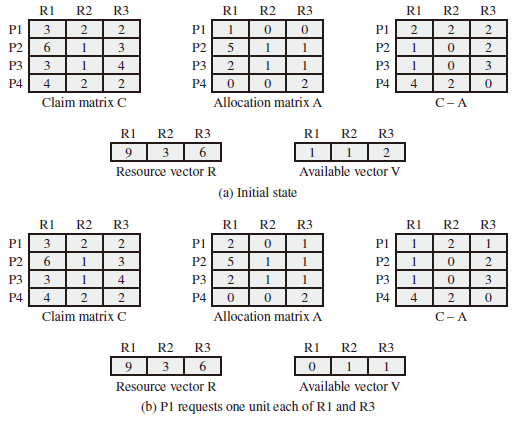 R1 R2 R3 R1 R2 R3 R1 R2 R3
P1 3 2 2 P1 1 0 0 P1 2 2 2
P2 6 1 3 P2 5 1 1 P2 1 0 2
P3 3 1 4 P3 2 1 1 P3 1 0 3
P4 4 2 2 P4 0 0 2 P4 4 2 0
Claim matrix C Allocation matrix A C – A
R1 R2 R3 R1 R2 R3
9 3 6 1 1 2
Resource vector R Available vector V
(a) Initial state
R1 R2 R3 R1 R2 R3 R1 R2 R3
P1 3 2 2 P1 2 0 1 P1 1 2 1
P2 6 1 3 P2 5 1 1 P2 1 0 2
P3 3 1 4 P3 2 1 1 P3 1 0 3
P4 4 2 2 P4 0 0 2 P4 4 2 0
Claim matrix C Allocation matrix A C – A
R1 R2 R3 R1 R2 R3
9 3 6 0 1 1
Resource vector R Available vector V
(b) P1 requests one unit each of R1 and R3